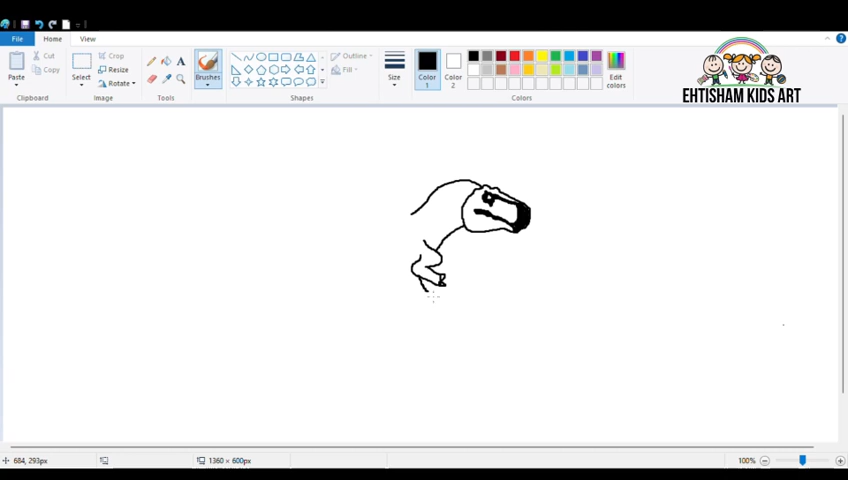 File Home View
Paste Cut Copy
Clipboard
Select Crop Resize Rotate
Image
A
Tools
Brushes
Outline Fill
Shapes
Size
Color 1
Color 2
Edit colors
Colors
EHTISHAM KIDS ART
684, 293px
1360 × 600px
100%